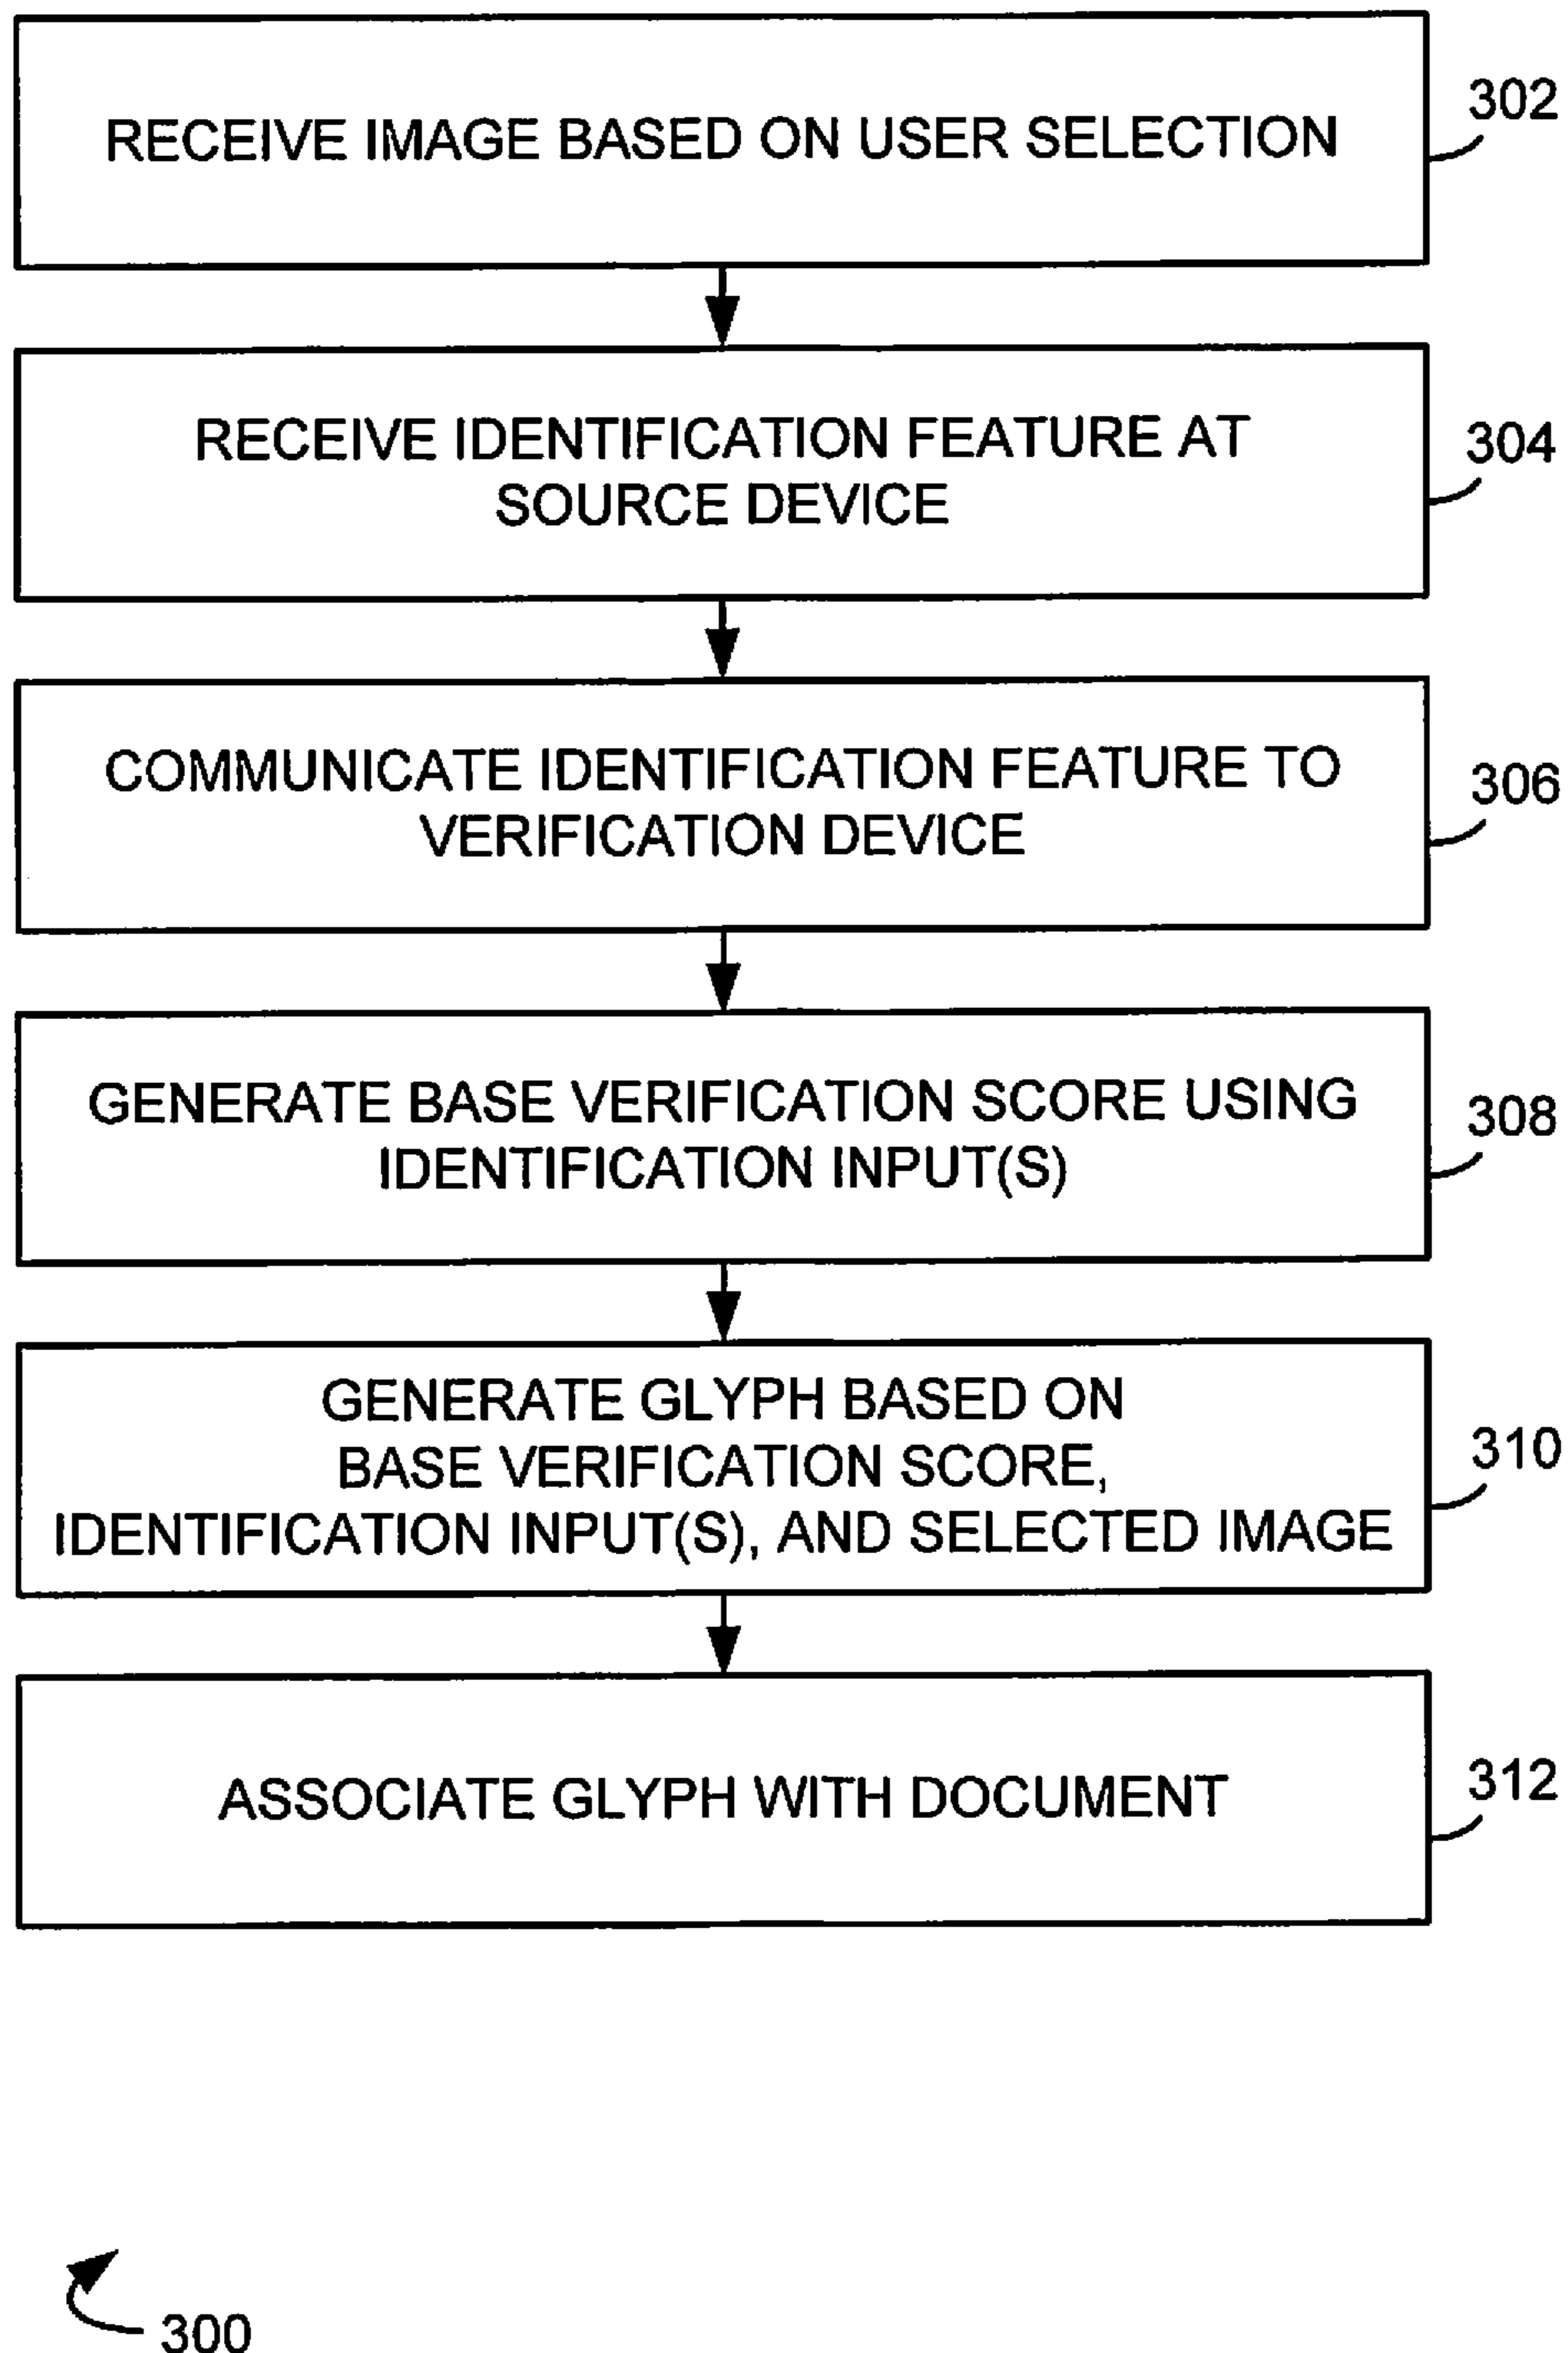 RECEIVE IMAGE BASED ON USER SELECTION
302
RECEIVE IDENTIFICATION FEATURE AT
SOURCE DEVICE
304
COMMUNICATE IDENTIFICATION FEATURE TO
VERIFICATION DEVICE
306
GENERATE BASE VERIFICATION SCORE USING
IDENTIFICATION INPUT(S)
308
GENERATE GLYPH BASED ON
BASE VERIFICATION SCORE,
IDENTIFICATION INPUT(S), AND SELECTED IMAGE
310
ASSOCIATE GLYPH WITH DOCUMENT
312
300